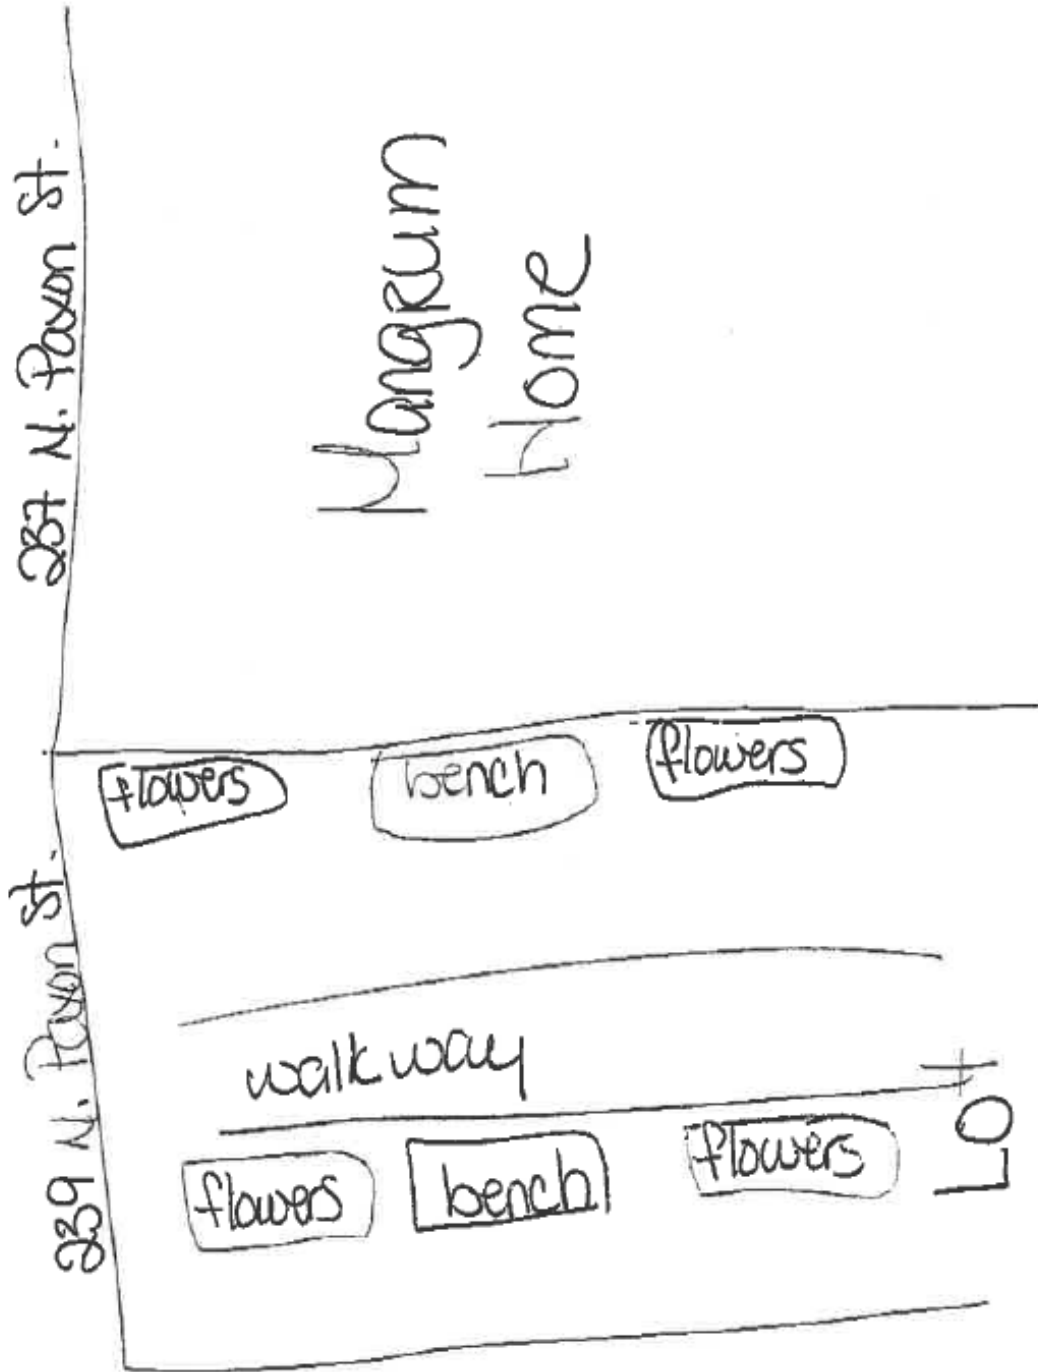 237 N. Paxon St.
Mangrum
Home
239 N. Paxon St.
flowers
bench
flowers
walkway
flowers
bench
flowers
Lot